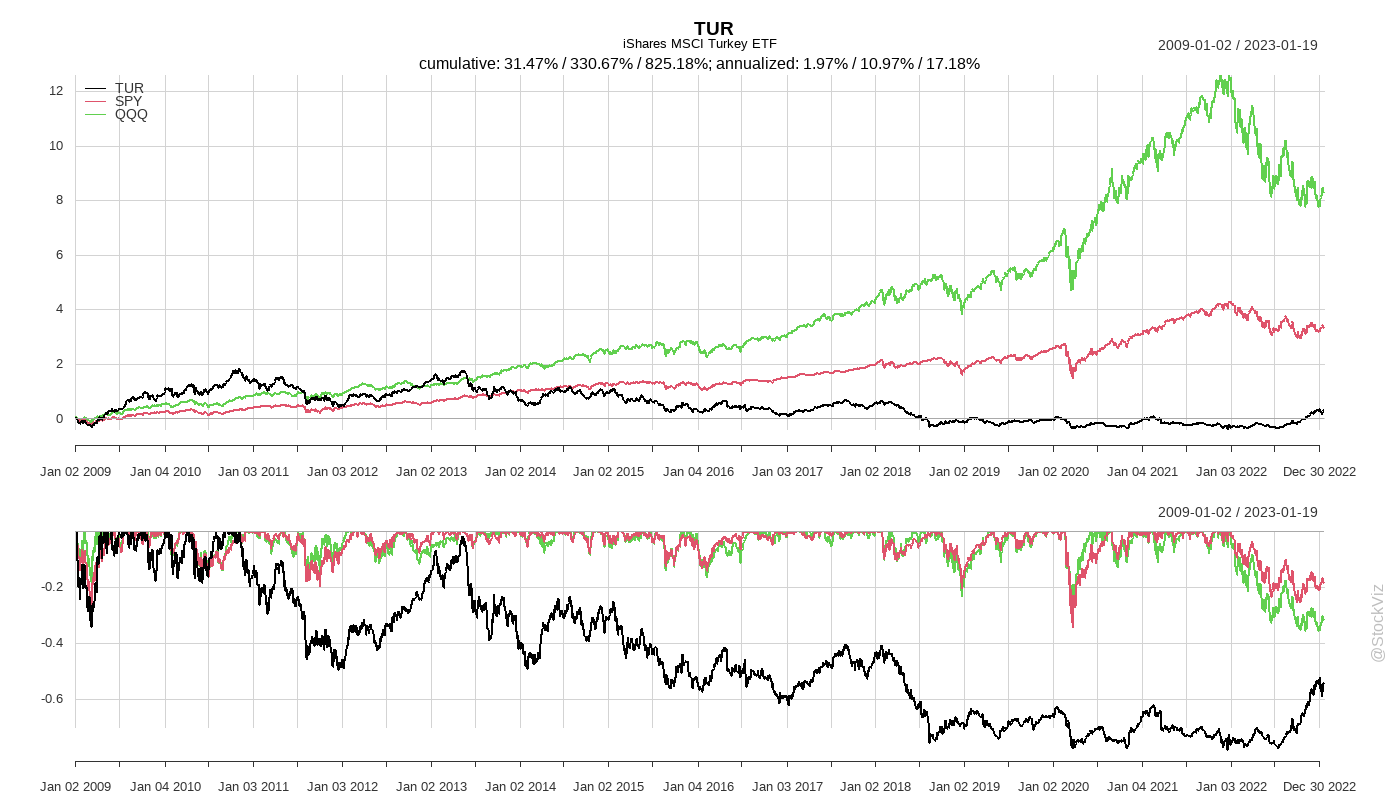 TUR
iShares MSCI Turkey ETF
2009-01-02 / 2023-01-19
cumulative: 31.47% / 330.67% / 825.18%; annualized: 1.97% / 10.97% / 17.18%
TUR
SPY
QQQ
12
10
8
6
4
2
0
Jan 02 2009 Jan 04 2010 Jan 03 2011 Jan 03 2012 Jan 02 2013 Jan 02 2014 Jan 02 2015 Jan 04 2016 Jan 03 2017 Jan 02 2018 Jan 02 2019 Jan 02 2020 Jan 04 2021 Jan 03 2022 Dec 30 2022
2009-01-02 / 2023-01-19
-0.2
-0.4
-0.6
@StockViz
Jan 02 2009 Jan 04 2010 Jan 03 2011 Jan 03 2012 Jan 02 2013 Jan 02 2014 Jan 02 2015 Jan 04 2016 Jan 03 2017 Jan 02 2018 Jan 02 2019 Jan 02 2020 Jan 04 2021 Jan 03 2022 Dec 30 2022